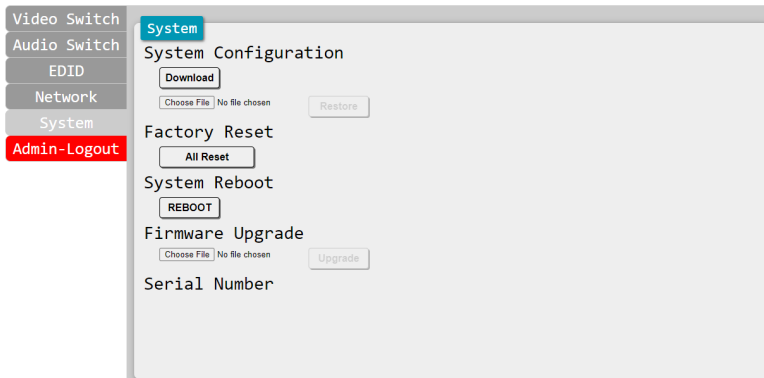 Video Switch
Audio Switch
EDID
Network
System
Admin-Logout
System
System Configuration
Download
Choose File No file chosen Restore
Factory Reset
All Reset
System Reboot
REBOOT
Firmware Upgrade
Choose File No file chosen Upgrade
Serial Number